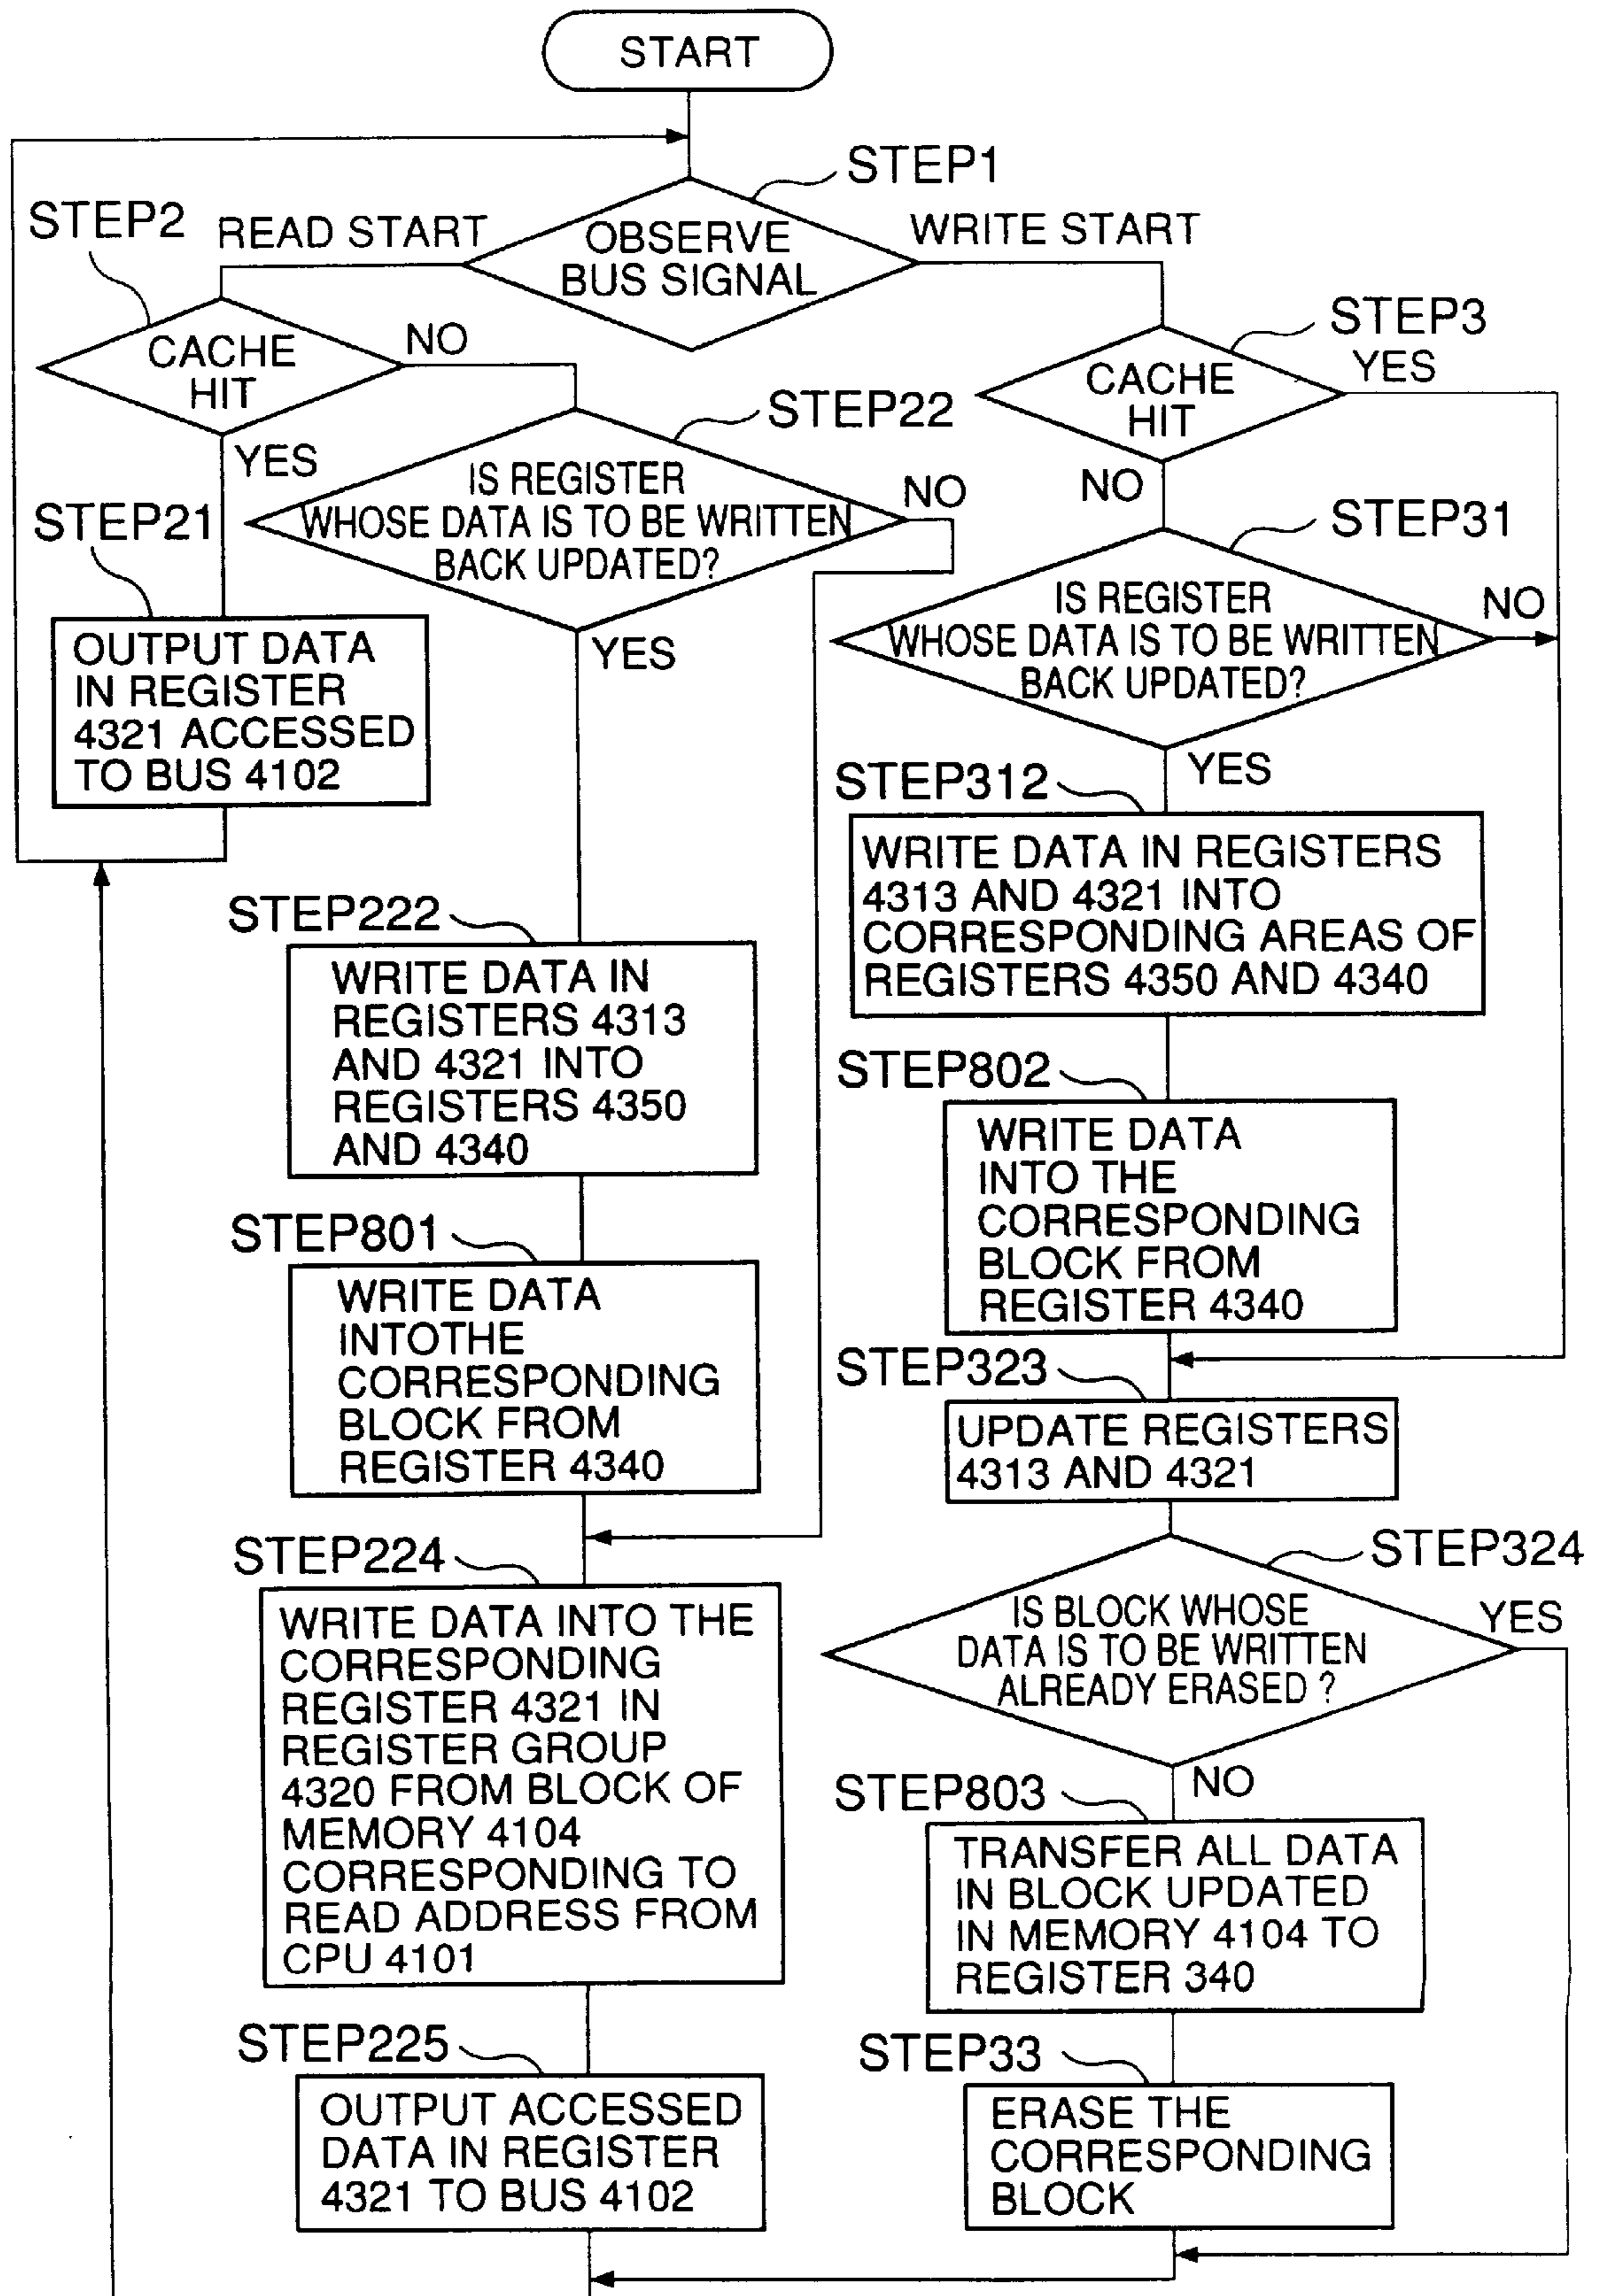 START
STEP1
STEP2
READ START
OBSERVE
BUS SIGNAL
WRITE START
CACHE
HIT
NO
STEP3
YES
CACHE
HIT
STEP22
YES
NO
STEP21
IS REGISTER
WHOSE DATA IS TO BE WRITTEN
BACK UPDATED?
NO
STEP31
OUTPUT DATA
IN REGISTER
4321 ACCESSED
TO BUS 4102
YES
IS REGISTER
WHOSE DATA IS TO BE WRITTEN
BACK UPDATED?
NO
YES
STEP312
WRITE DATA IN REGISTERS
4313 AND 4321 INTO
CORRESPONDING AREAS OF
REGISTERS 4350 AND 4340
STEP222
WRITE DATA IN
REGISTERS 4313
AND 4321 INTO
REGISTERS 4350
AND 4340
STEP802
WRITE DATA
INTO THE
CORRESPONDING
BLOCK FROM
REGISTER 4340
STEP801
WRITE DATA
INTOTHE
CORRESPONDING
BLOCK FROM
REGISTER 4340
STEP323
UPDATE REGISTERS
4313 AND 4321
STEP224
WRITE DATA INTO THE
CORRESPONDING
REGISTER 4321 IN
REGISTER GROUP
4320 FROM BLOCK OF
MEMORY 4104
CORRESPONDING TO
READ ADDRESS FROM
CPU 4101
STEP324
IS BLOCK WHOSE
DATA IS TO BE WRITTEN
ALREADY ERASED ?
YES
NO
STEP803
TRANSFER ALL DATA
IN BLOCK UPDATED
IN MEMORY 4104 TO
REGISTER 340
STEP225
OUTPUT ACCESSED
DATA IN REGISTER
4321 TO BUS 4102
STEP33
ERASE THE
CORRESPONDING
BLOCK